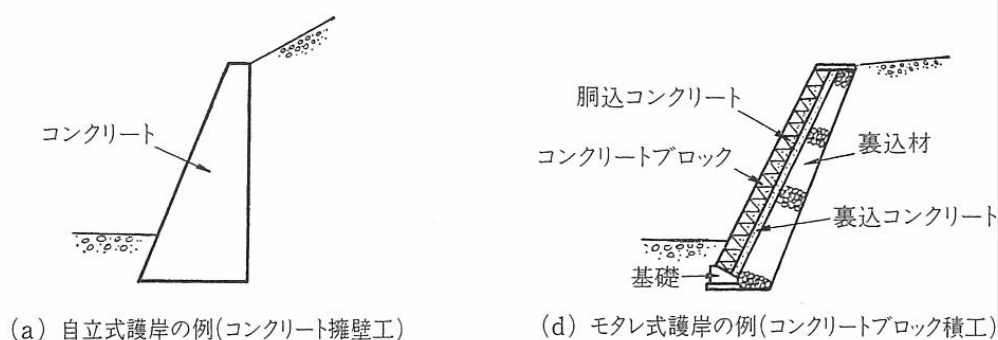 コンクリート
(a) 自立式護岸の例(コンクリート擁壁工)
胴込コンクリート
コンクリートブロック
裏込材
裏込コンクリート
基礎
(d) モタレ式護岸の例(コンクリートブロック積工)